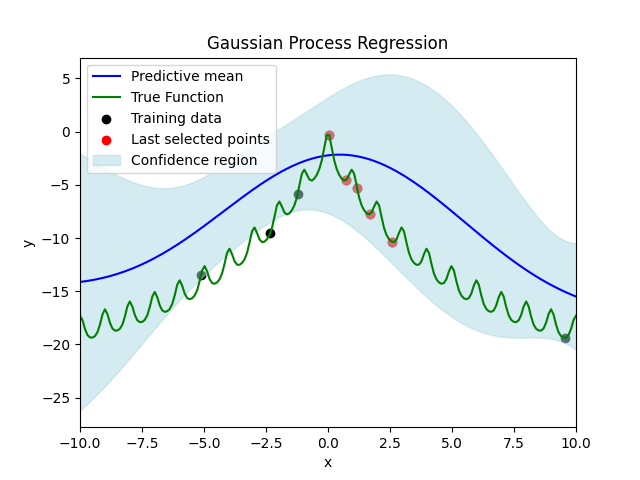 Gaussian Process Regression
Predictive mean
True Function
Training data
Last selected points
Confidence region
5
0
−5
−10
−15
−20
−25
y
−10.0 −7.5 −5.0 −2.5 0.0 2.5 5.0 7.5 10.0
x